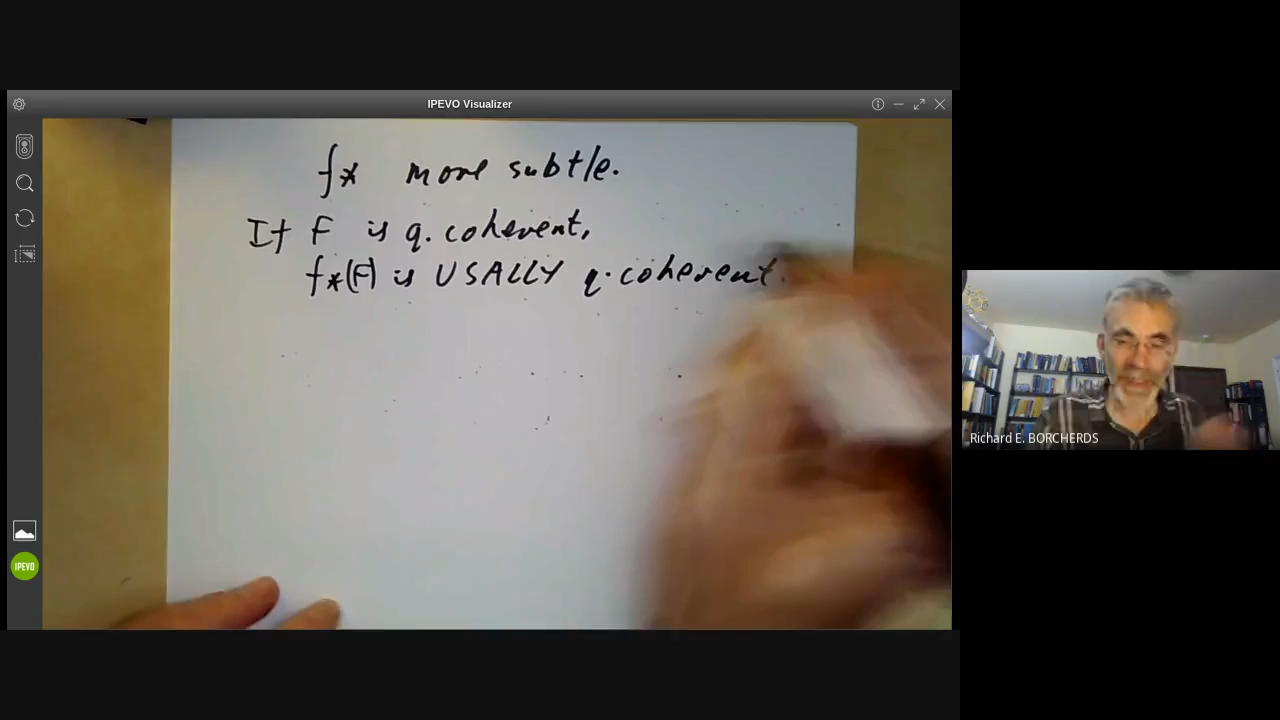 IPEVO Visualizer
f* more subtle.
If F is q. coherent,
f*(F) is USALLY q. coherent.
Richard E. BORCHERDS
IPEVO